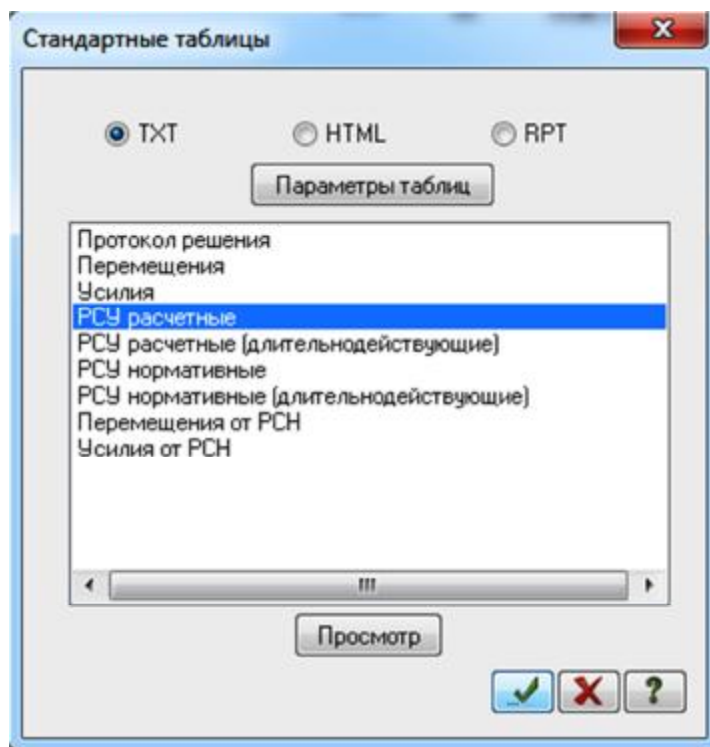 Стандартные таблицы
TXT HTML RPT
Параметры таблиц
Протокол решения
Перемещения
Усилия
РСУ расчетные
РСУ расчетные (длительнодействующие)
РСУ нормативные
РСУ нормативные (длительнодействующие)
Перемещения от РСН
Усилия от РСН
Просмотр
?